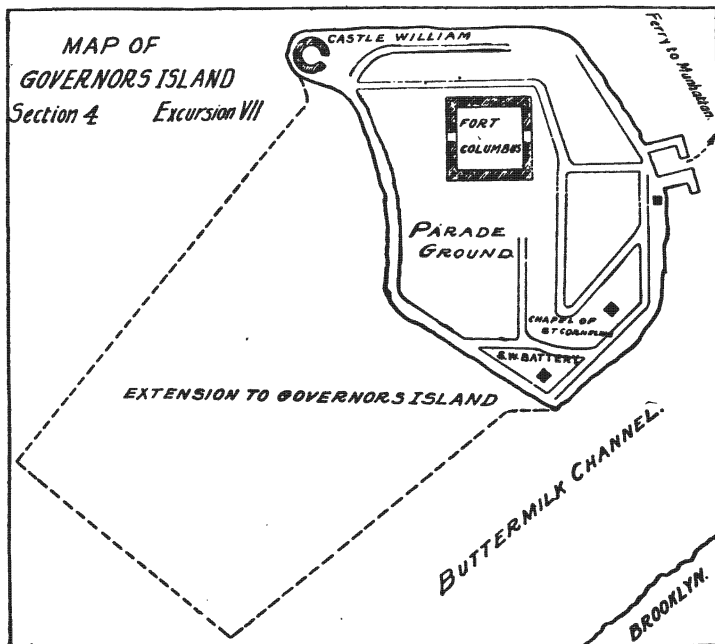 MAP OF
GOVERNORS ISLAND
Section 4 Excursion VII
CASTLE WILLIAM
Ferry to Manhattan.
FORT
COLUMBUS
PARADE
GROUND
CHAPEL OF
ST CORNELIUS
S.W. BATTERY
EXTENSION TO GOVERNORS ISLAND
BUTTERMILK CHANNEL.
BROOKLYN.